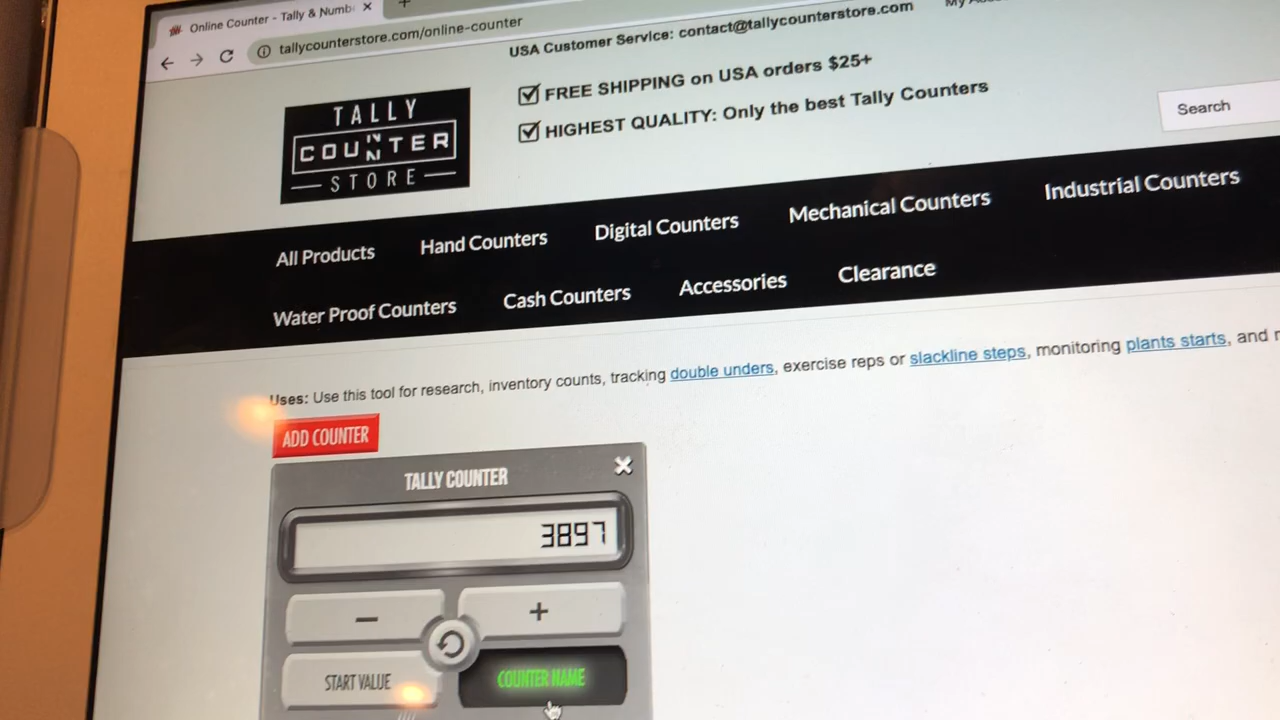 Online Counter - Tally & Numb
tallycounterstore.com/online-counter
USA Customer Service: contact@tallycounterstore.com
FREE SHIPPING on USA orders $25+
HIGHEST QUALITY: Only the best Tally Counters
TALLY
COUNTER
STORE
Search
All Products Hand Counters Digital Counters Mechanical Counters Industrial Counters
Water Proof Counters Cash Counters Accessories Clearance
Uses: Use this tool for research, inventory counts, tracking double unders, exercise reps or slackline steps, monitoring plants starts, and
ADD COUNTER
TALLY COUNTER
3897
− +
START VALUE COUNTER NAME